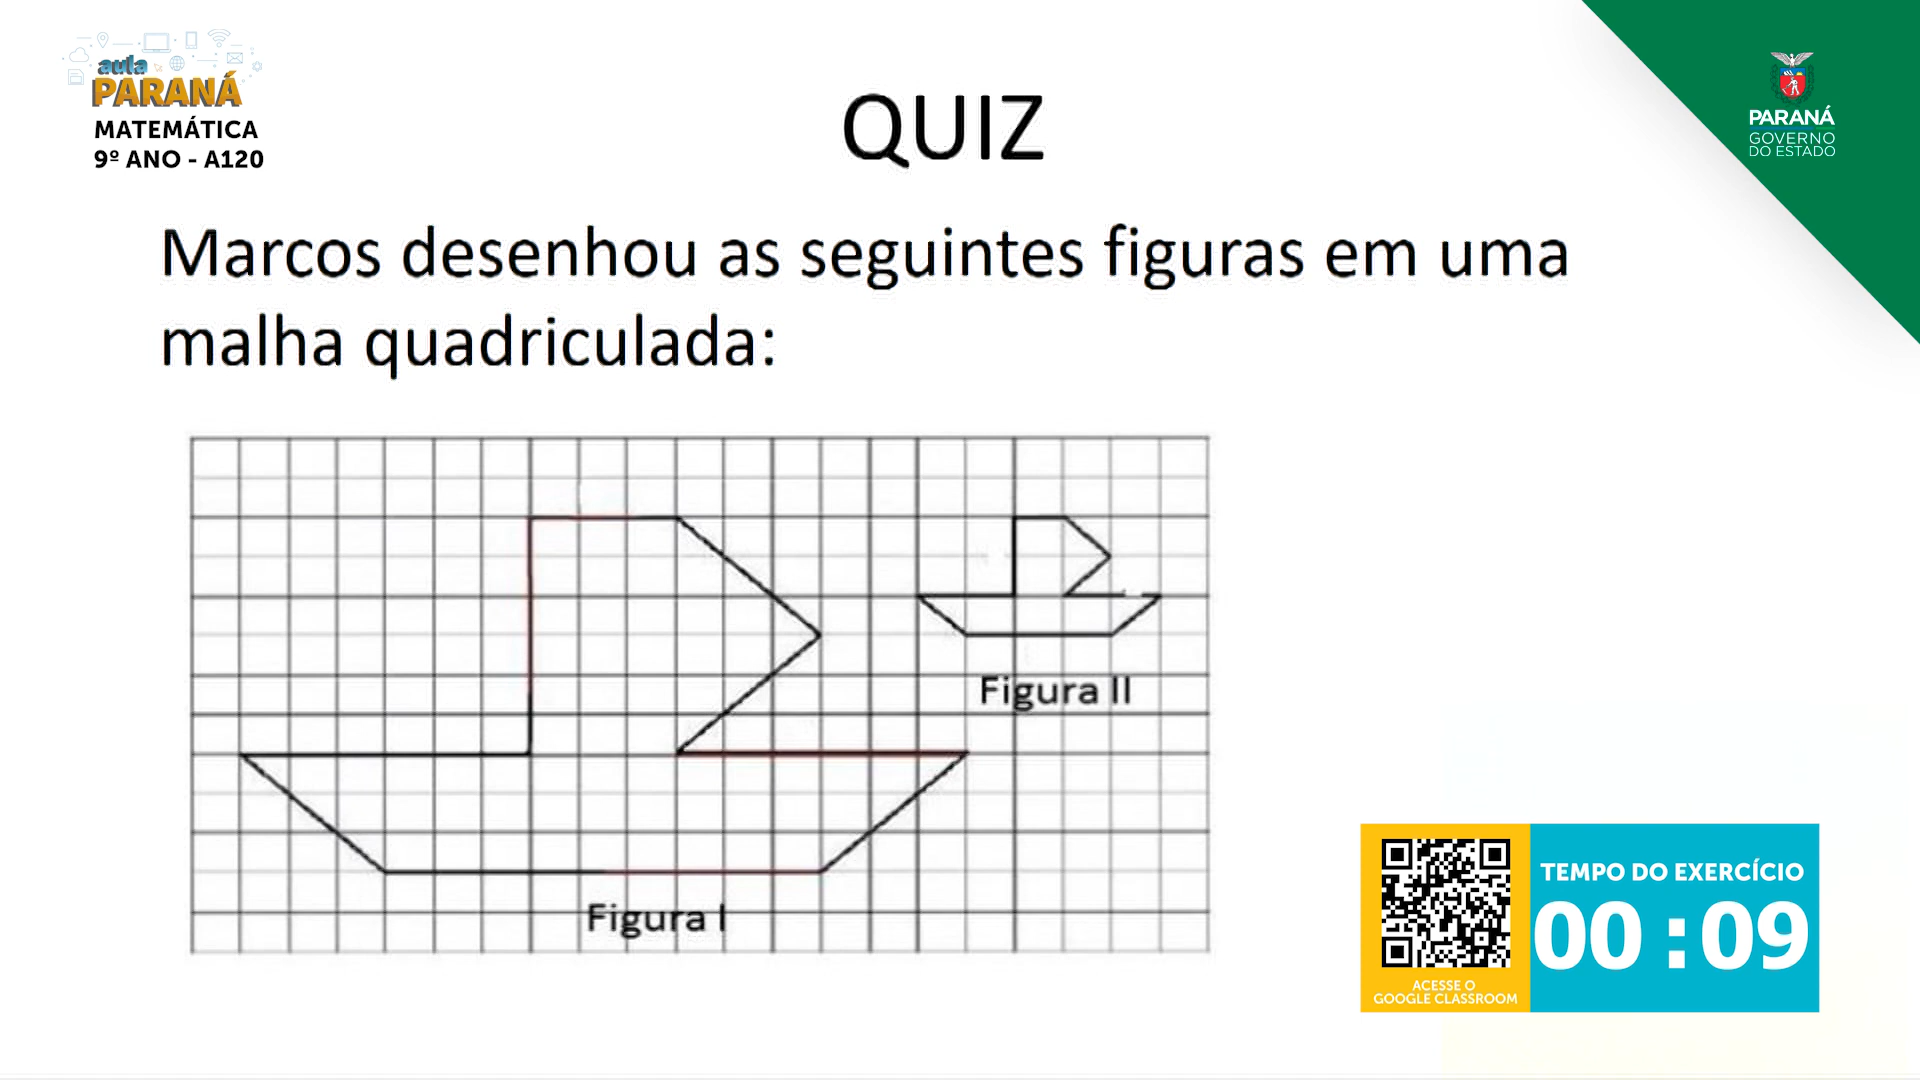 aula
PARANÁ
MATEMÁTICA
9º ANO - A120
QUIZ
PARANÁ
GOVERNO
DO ESTADO
Marcos desenhou as seguintes figuras em uma
malha quadriculada:
Figura II
Figura I
TEMPO DO EXERCÍCIO
00:09
ACESSE O
GOOGLE CLASSROOM